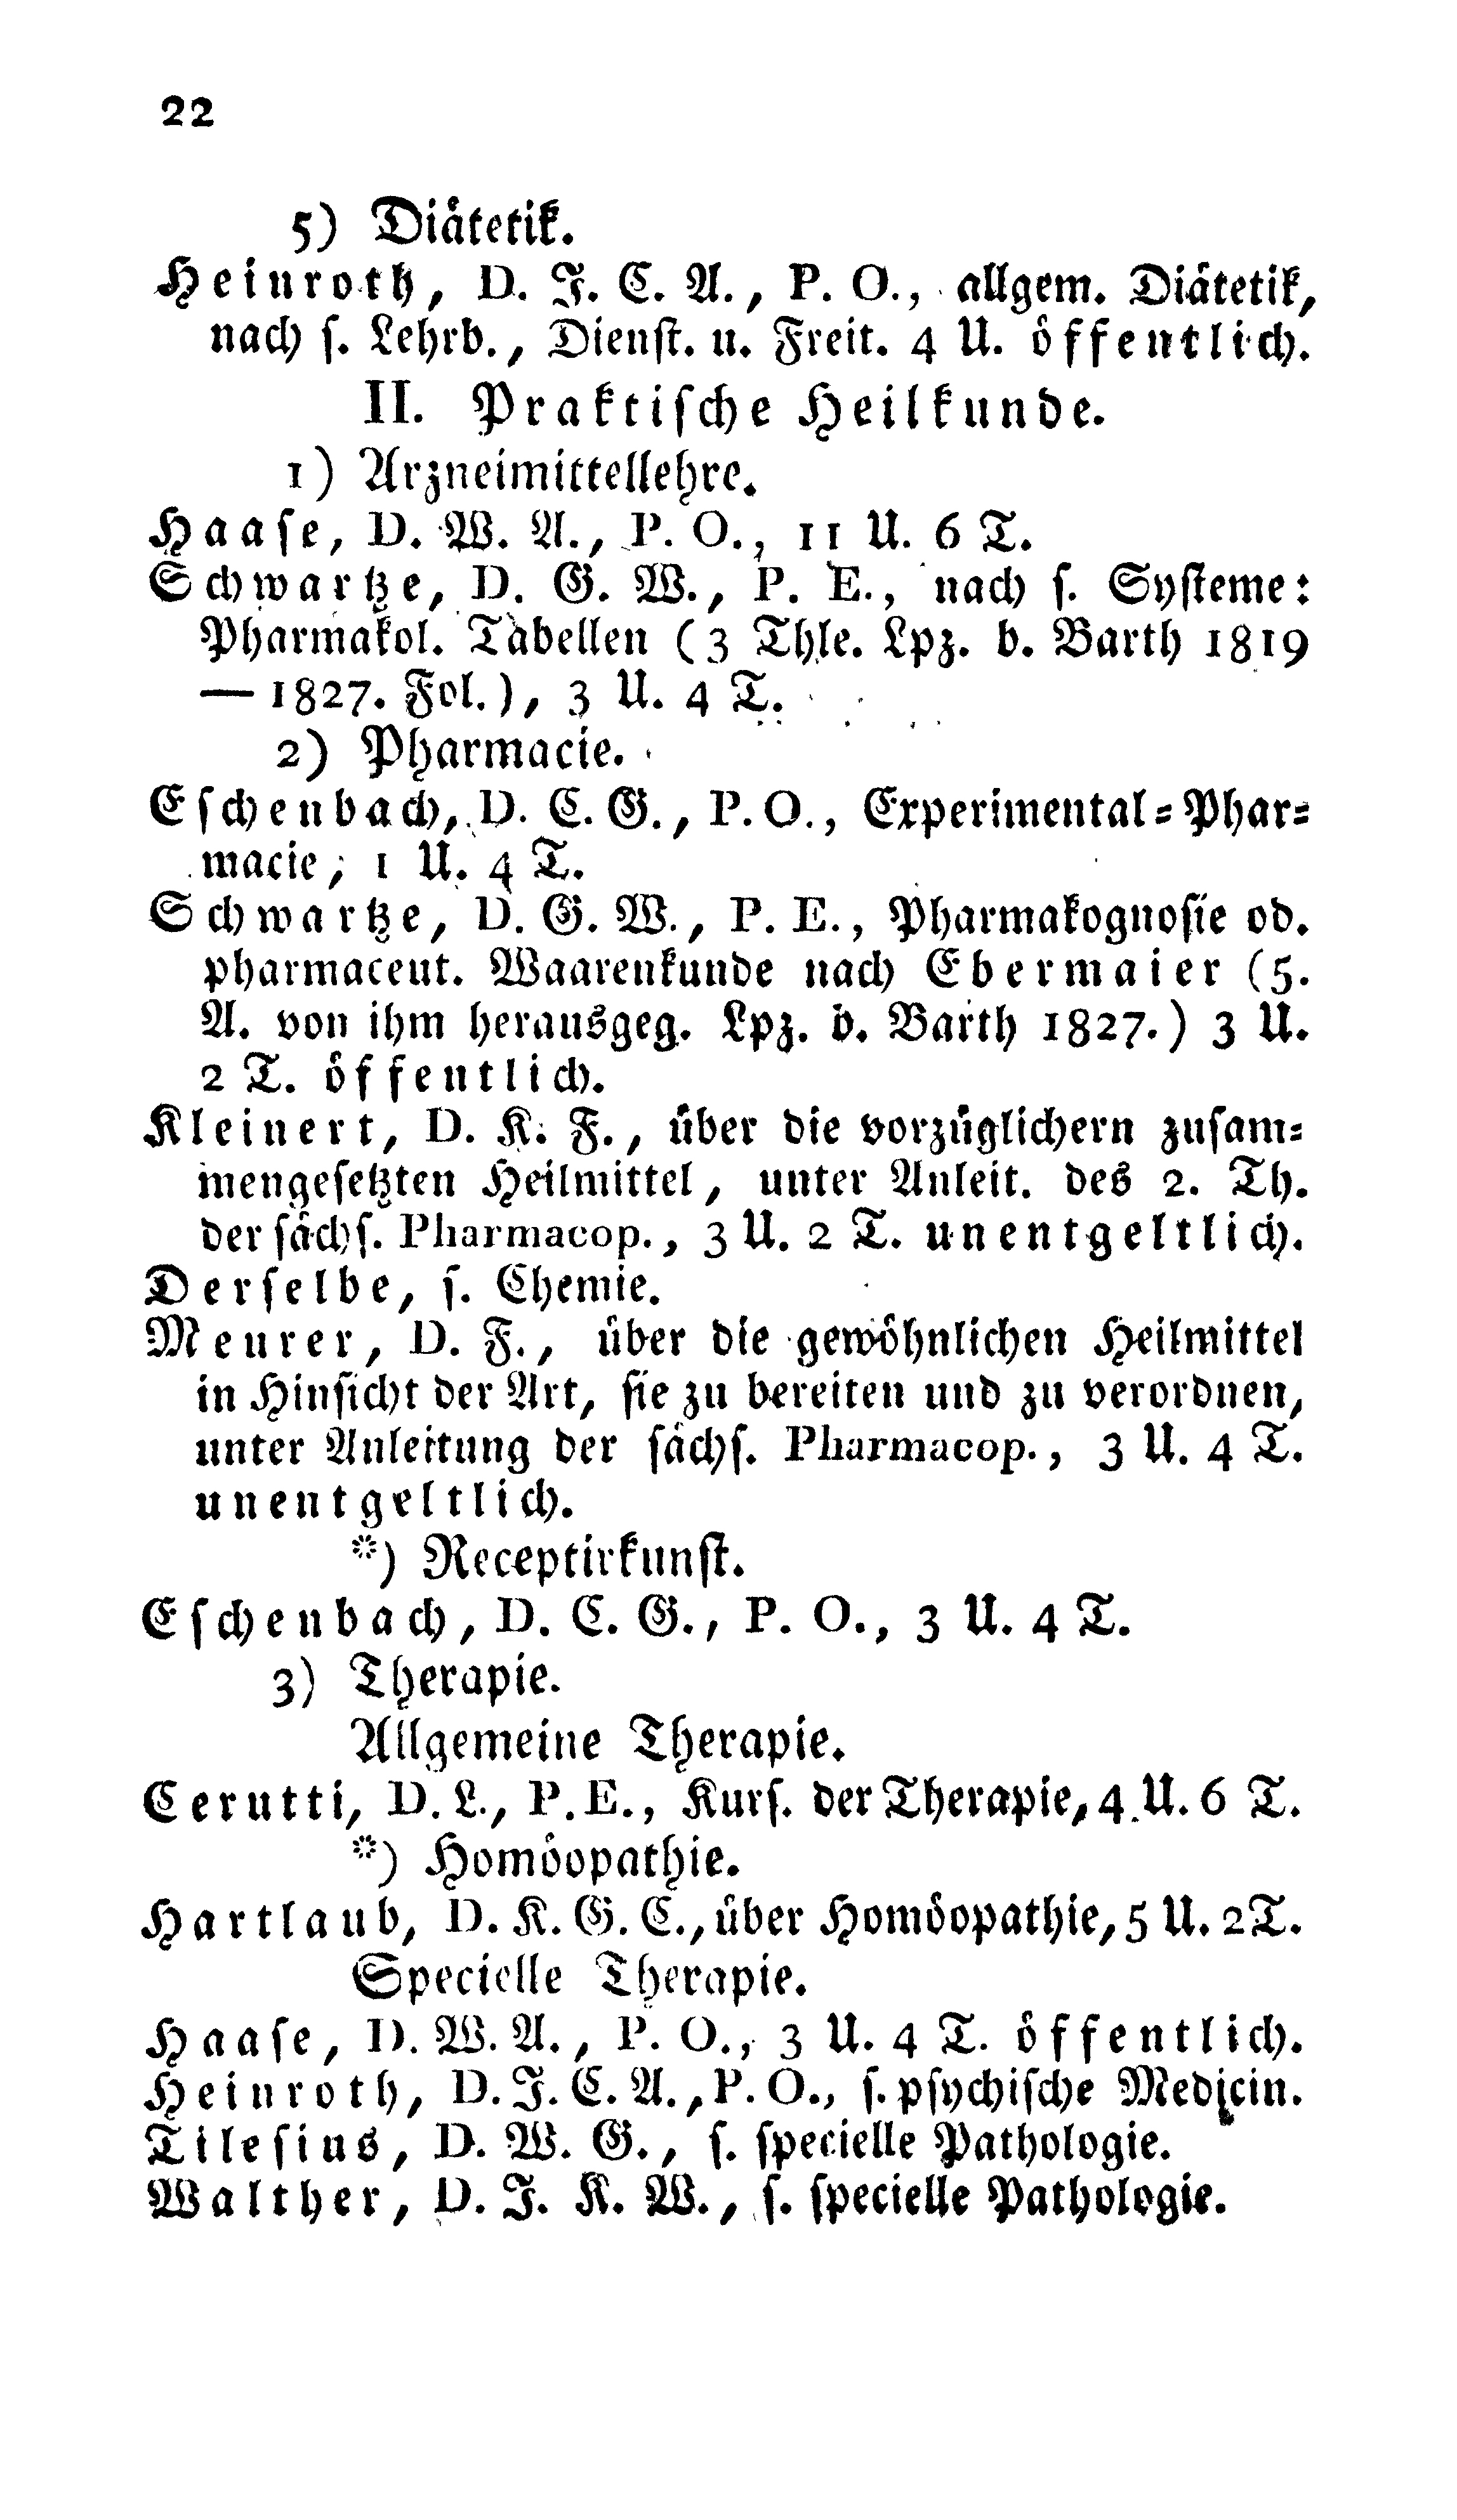 22
5) Diätetik.
Heinroth, D. J. C. A., P. O., allgem. Diätetik,
nach ſ. Lehrb., Dienſt. u. Freit. 4 U. öffentlich.
II. Praktiſche Heilkunde.
1) Arzneimittellehre.
Haaſe, D. W. A., P. O., 11 U. 6 T.
Schwartze, D. G. W., P. E., nach ſ. Syſteme:
Pharmakol. Tabellen (3 Thle. Lpz. b. Barth 1819
— 1827. Fol.), 3 U. 4 T.
2) Pharmacie.
Eſchenbach, D. C. G., P. O., Experimental-Phar-
macie, 1 U. 4 T.
Schwartze, D. G. W., P. E., Pharmakognoſie od.
pharmaceut. Waarenkunde nach Ebermaier (5.
A. von ihm herausgeg. Lpz. b. Barth 1827.) 3 U.
2 T. öffentlich.
Kleinert, D. K. F., über die vorzüglichern zuſam-
mengeſetzten Heilmittel, unter Anleit. des 2. Th.
der ſächſ. Pharmacop., 3 U. 2 T. unentgeltlich.
Derſelbe, ſ. Chemie.
Meurer, D. F., über die gewöhnlichen Heilmittel
in Hinſicht der Art, ſie zu bereiten und zu verordnen,
unter Anleitung der ſächſ. Pharmacop., 3 U. 4 T.
unentgeltlich.
*) Receptirkunſt.
Eſchenbach, D. C. G., P. O., 3 U. 4 T.
3) Therapie.
Allgemeine Therapie.
Cerutti, D. L., P. E., Kurſ. der Therapie, 4 U. 6 T.
*) Homöopathie.
Hartlaub, D. K. G. C., über Homöopathie, 5 U. 2 T.
Specielle Therapie.
Haaſe, D. W. A., P. O., 3 U. 4 T. öffentlich.
Heinroth, D. J. C. A., P. O., ſ. pſychiſche Medicin.
Tileſius, D. W. G., ſ. ſpecielle Pathologie.
Walther, D. J. K. W., ſ. ſpecielle Pathologie.